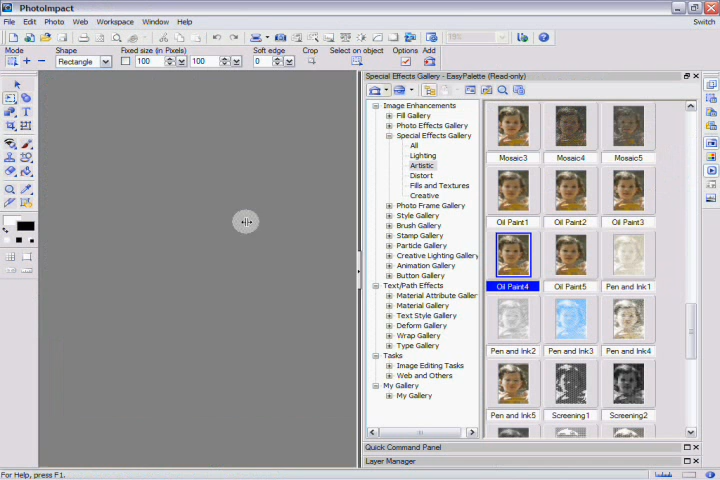 PhotoImpact
File Edit Photo Web Workspace Window Help Switch
Mode Shape Fixed size (in Pixels) Soft edge Crop Select on object Options Add
Rectangle 100 100 0
Special Effects Gallery - EasyPalette (Read-only)
Image Enhancements
Fill Gallery
Photo Effects Gallery
Special Effects Gallery
All
Lighting
Artistic
Distort
Fills and Textures
Creative
Photo Frame Gallery
Style Gallery
Brush Gallery
Stamp Gallery
Particle Gallery
Creative Lighting Gallery
Animation Gallery
Button Gallery
Text/Path Effects
Material Attribute Galler
Material Gallery
Text Style Gallery
Deform Gallery
Wrap Gallery
Type Gallery
Tasks
Image Editing Tasks
Web and Others
My Gallery
My Gallery
Mosaic3 Mosaic4 Mosaic5
Oil Paint1 Oil Paint2 Oil Paint3
Oil Paint4 Oil Paint5 Pen and Ink1
Pen and Ink2 Pen and Ink3 Pen and Ink4
Pen and Ink5 Screening1 Screening2
Quick Command Panel
Layer Manager
For Help, press F1.